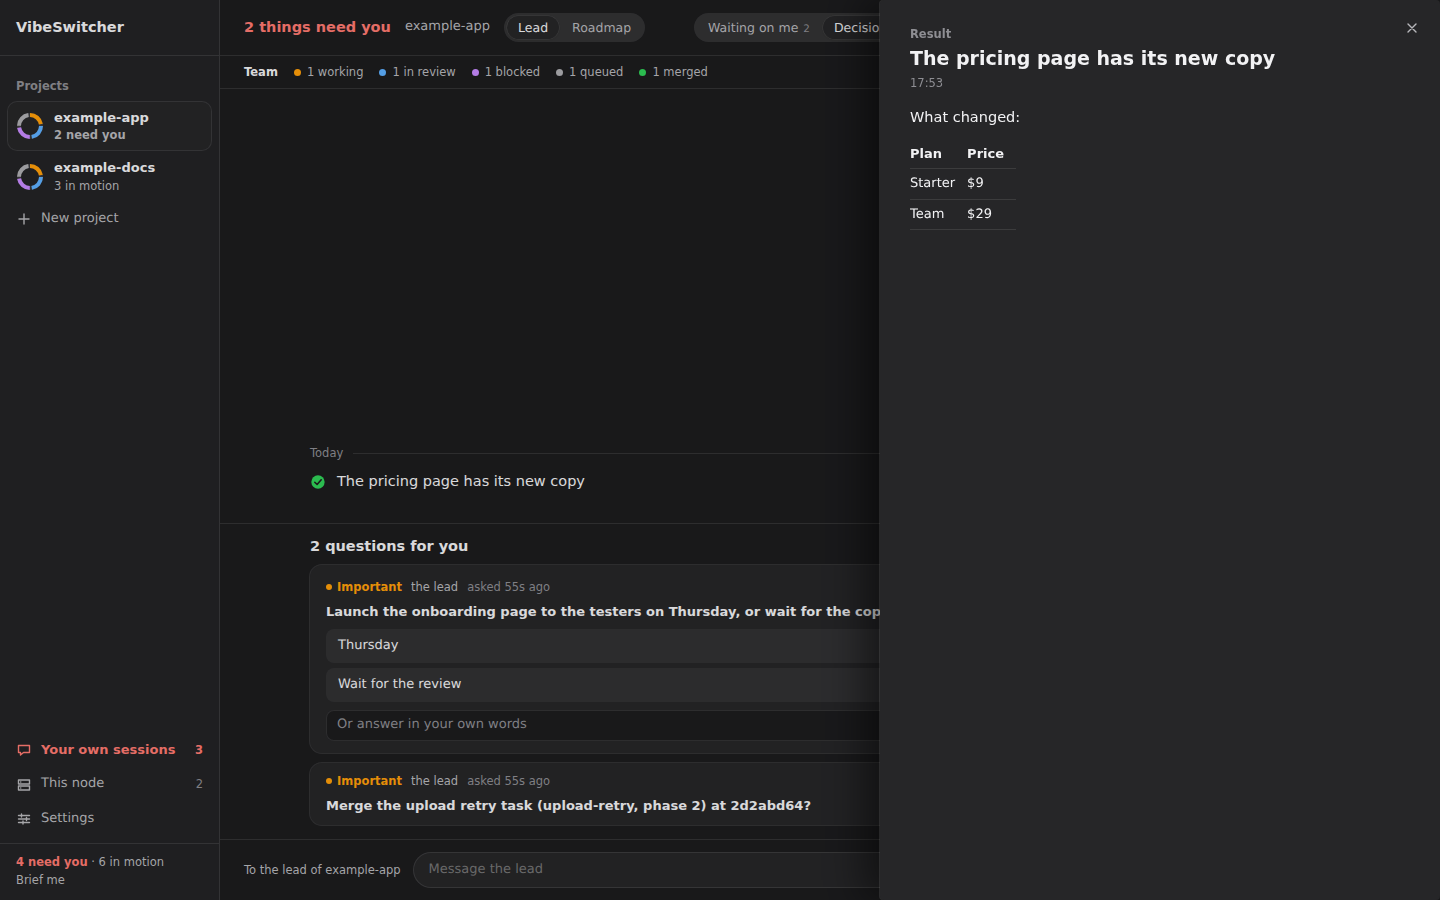 VibeSwitcher
Projects
example-app
2 need you
example-docs
3 in motion
New project
Your own sessions 3
This node 2
Settings
4 need you · 6 in motion
Brief me
2 things need you example-app Lead Roadmap Waiting on me 2 Decisio
Team 1 working 1 in review 1 blocked 1 queued 1 merged
Today
The pricing page has its new copy
2 questions for you
Important the lead asked 55s ago
Launch the onboarding page to the testers on Thursday, or wait for the cop
Thursday
Wait for the review
Or answer in your own words
Important the lead asked 55s ago
Merge the upload retry task (upload-retry, phase 2) at 2d2abd64?
To the lead of example-app Message the lead
Result
The pricing page has its new copy
17:53
What changed:
Plan Price
Starter $9
Team $29